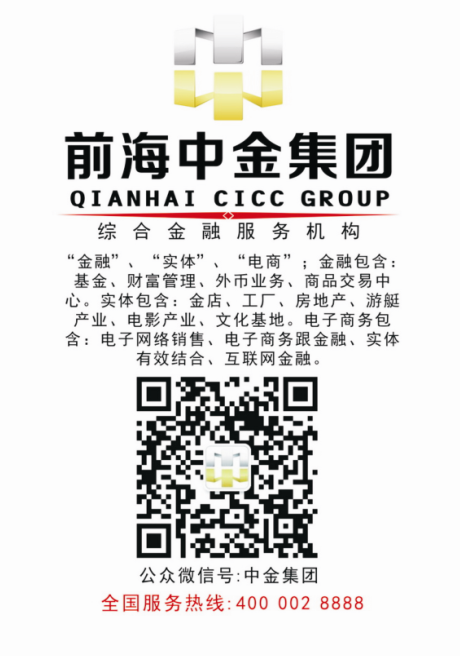 前海中金集团
QIANHAI CICC GROUP
综合金融服务机构
“金融”、“实体”、“电商”；金融包含：
基金、财富管理、外币业务、商品交易中
心。实体包含：金店、工厂、房地产、游艇
产业、电影产业、文化基地。电子商务包
含：电子网络销售、电子商务跟金融、实体
有效结合、互联网金融。
公众微信号:中金集团
全国服务热线:400 002 8888